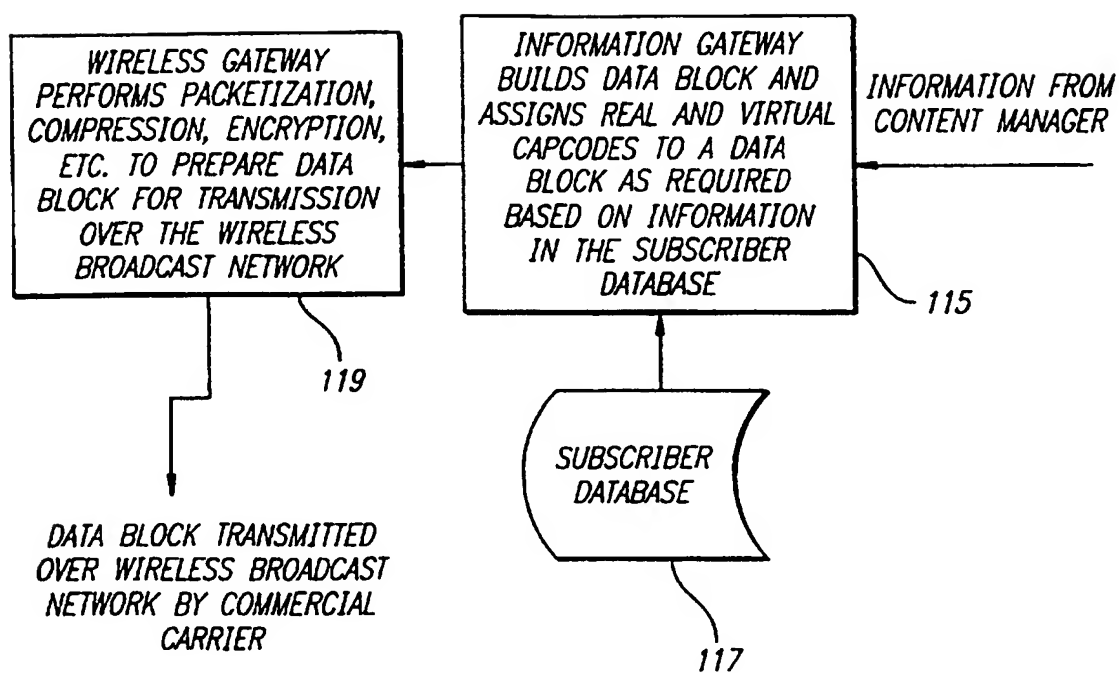 WIRELESS GATEWAY
PERFORMS PACKETIZATION,
COMPRESSION, ENCRYPTION,
ETC. TO PREPARE DATA
BLOCK FOR TRANSMISSION
OVER THE WIRELESS
BROADCAST NETWORK
119
INFORMATION GATEWAY
BUILDS DATA BLOCK AND
ASSIGNS REAL AND VIRTUAL
CAPCODES TO A DATA
BLOCK AS REQUIRED
BASED ON INFORMATION
IN THE SUBSCRIBER
DATABASE
115
INFORMATION FROM
CONTENT MANAGER
SUBSCRIBER
DATABASE
117
DATA BLOCK TRANSMITTED
OVER WIRELESS BROADCAST
NETWORK BY COMMERCIAL
CARRIER